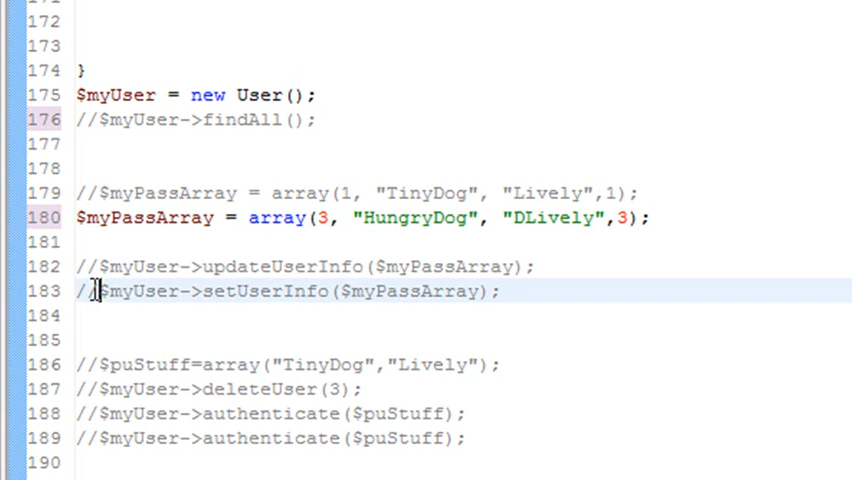 172
173
174 }
175 $myUser = new User();
176 //$myUser->findAll();
177
178
179 //$myPassArray = array(1, "TinyDog", "Lively",1);
180 $myPassArray = array(3, "HungryDog", "DLively",3);
181
182 //$myUser->updateUserInfo($myPassArray);
183 //$myUser->setUserInfo($myPassArray);
184
185
186 //$puStuff=array("TinyDog","Lively");
187 //$myUser->deleteUser(3);
188 //$myUser->authenticate($puStuff);
189 //$myUser->authenticate($puStuff);
190